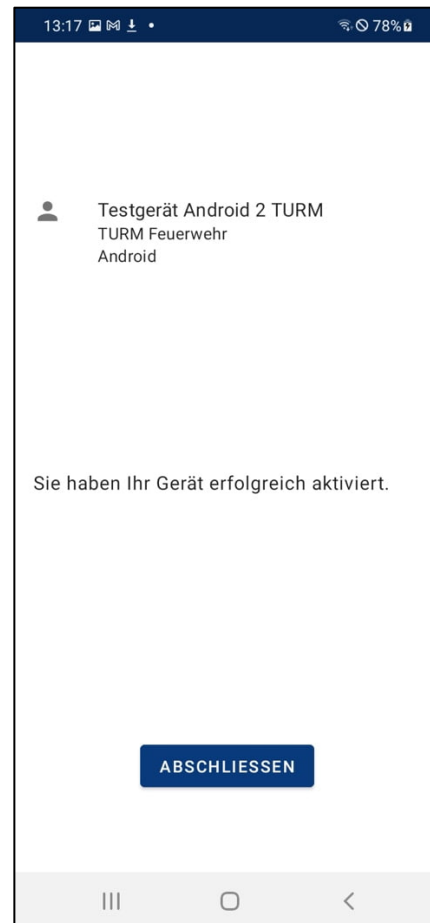 13:17 78%
Testgerät Android 2 TURM
TURM Feuerwehr
Android
Sie haben Ihr Gerät erfolgreich aktiviert.
ABSCHLIESSEN